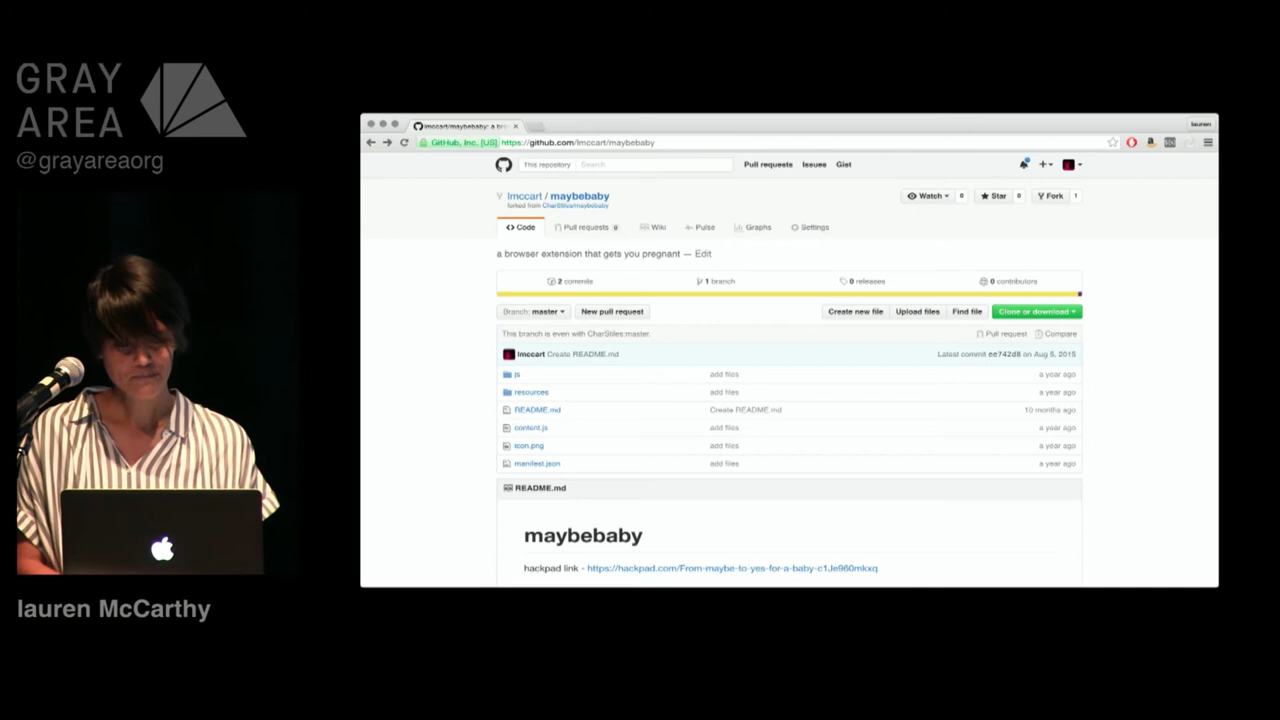 GRAY
AREA
@grayareaorg
lauren McCarthy
lmccart/maybebaby: a br
lauren
GitHub, Inc. [US] https://github.com/lmccart/maybebaby
This repository Search Pull requests Issues Gist
lmccart / maybebaby
forked from CharStiles/maybebaby
Watch 0 Star 0 Fork 1
Code Pull requests 0 Wiki Pulse Graphs Settings
a browser extension that gets you pregnant — Edit
2 commits 1 branch 0 releases 0 contributors
Branch: master New pull request Create new file Upload files Find file Clone or download
This branch is even with CharStiles:master. Pull request Compare
lmccart Create README.md Latest commit ee742d8 on Aug 5, 2015
js add files a year ago
resources add files a year ago
README.md Create README.md 10 months ago
content.js add files a year ago
icon.png add files a year ago
manifest.json add files a year ago
README.md
maybebaby
hackpad link - https://hackpad.com/From-maybe-to-yes-for-a-baby-c1Je960mkxq